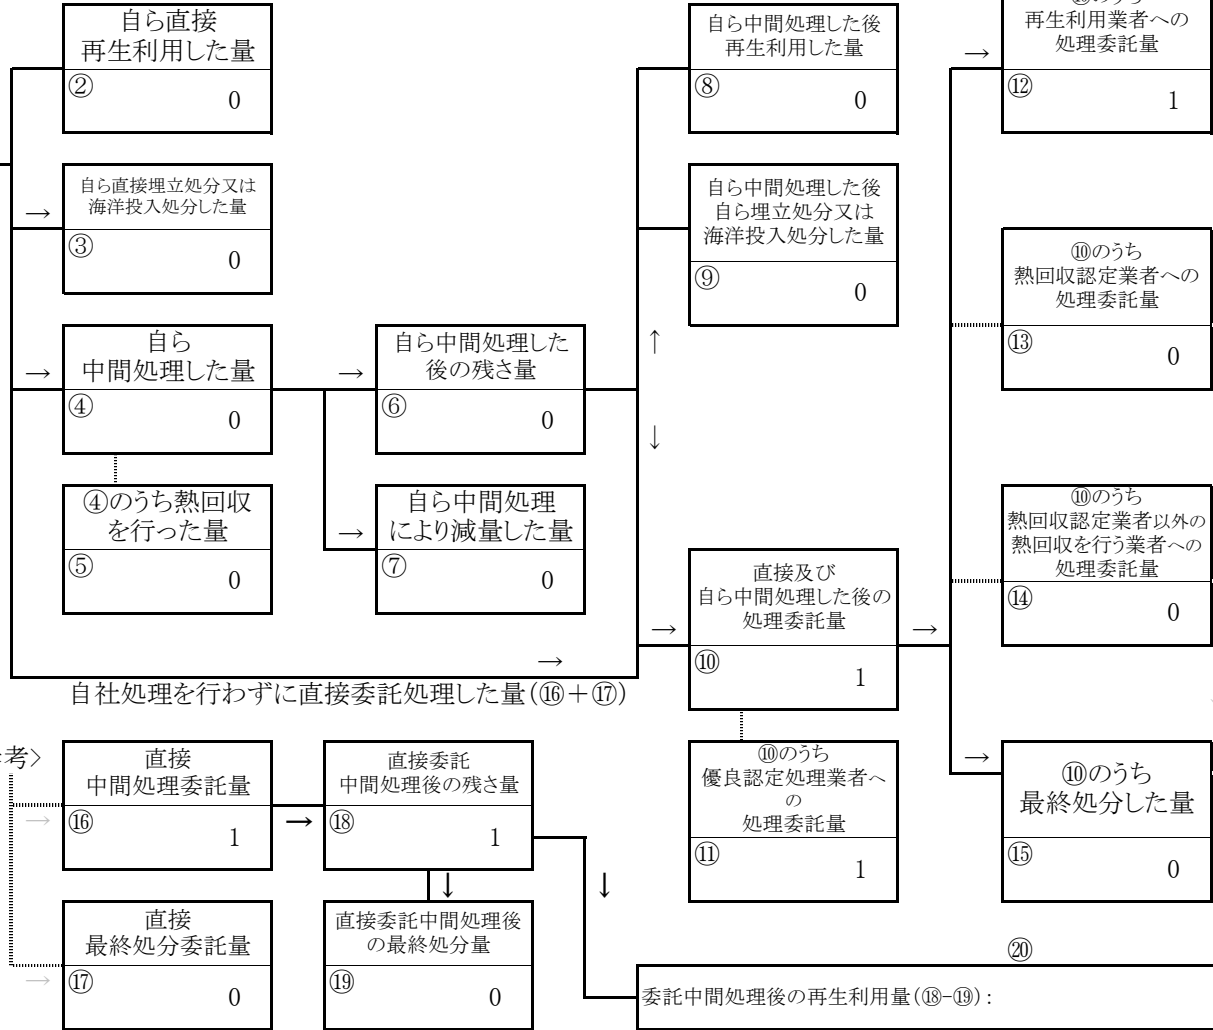 自ら直接
再生利用した量
②
0
自ら直接埋立処分又は
海洋投入処分した量
→
③
0
自ら
中間処理した量
→
④
0
④のうち熱回収
を行った量
⑤
0
自ら中間処理した
後の残さ量
→
⑥
0
自ら中間処理
により減量した量
→
⑦
0
自ら中間処理した後
再生利用した量
⑧
0
自ら中間処理した後
自ら埋立処分又は
海洋投入処分した量
⑨
0
↑
↓
直接及び
自ら中間処理した後の
処理委託量
→
⑩
1
→
⑩のうち
優良認定処理業者へ
の
処理委託量
⑪
1
再生利用業者への
処理委託量
→
⑫
1
⑩のうち
熱回収認定業者への
処理委託量
⑬
0
⑩のうち
熱回収認定業者以外の
熱回収を行う業者への
処理委託量
⑭
0
→
⑩のうち
最終処分した量
⑮
0
→
自社処理を行わずに直接委託処理した量(⑯+⑰)
考>
直接
中間処理委託量
→
⑯
1
→
直接委託
中間処理後の残さ量
⑱
1
↓
↓
直接
最終処分委託量
→
⑰
0
直接委託中間処理後
の最終処分量
⑲
0
⑳
委託中間処理後の再生利用量(⑱-⑲):